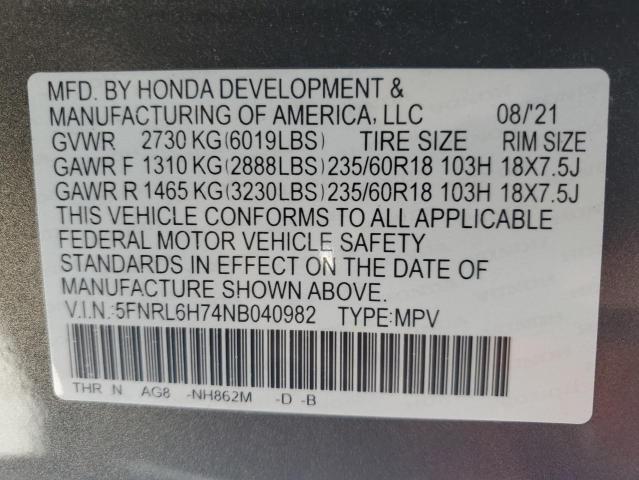 MFD. BY HONDA DEVELOPMENT &
MANUFACTURING OF AMERICA, LLC 08/'21
GVWR 2730 KG(6019LBS) TIRE SIZE RIM SIZE
GAWR F 1310 KG(2888LBS)235/60R18 103H 18X7.5J
GAWR R 1465 KG(3230LBS)235/60R18 103H 18X7.5J
THIS VEHICLE CONFORMS TO ALL APPLICABLE
FEDERAL MOTOR VEHICLE SAFETY
STANDARDS IN EFFECT ON THE DATE OF
MANUFACTURE SHOWN ABOVE.
V.I.N.:5FNRL6H74NB040982 TYPE:MPV
THR N AG8 -NH862M -D -B